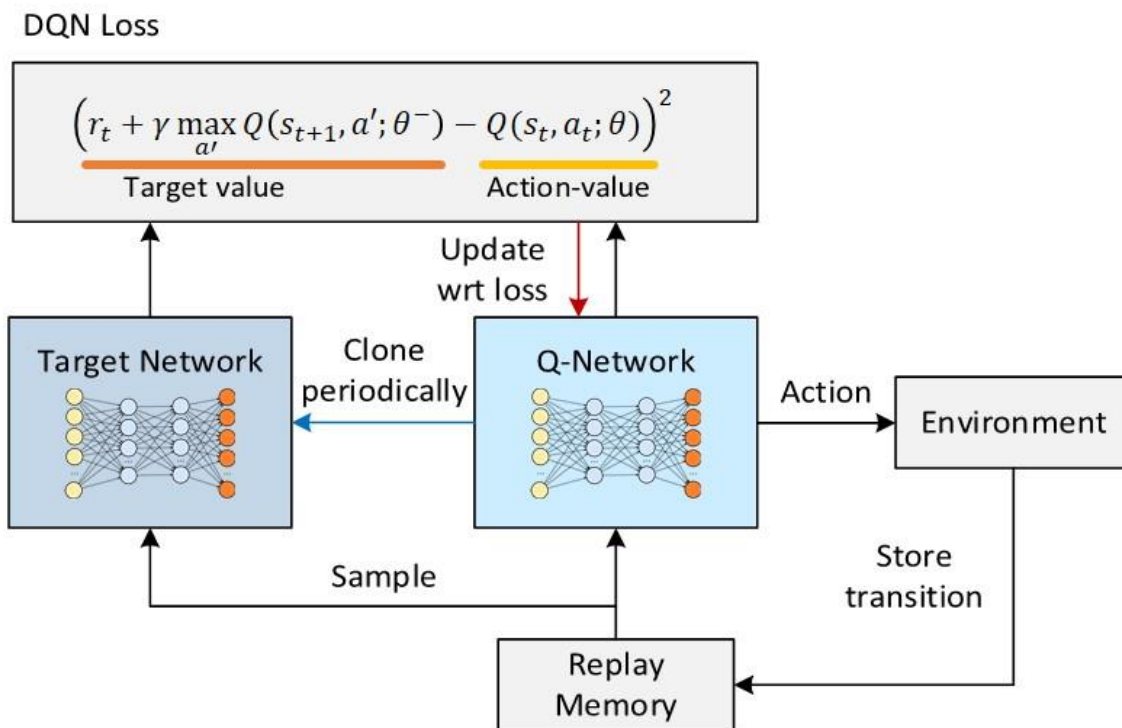 DQN Loss
(r_t + γ max_{a′} Q(s_{t+1}, a′; θ⁻) − Q(s_t, a_t; θ))²
Target value
Action-value
Update
wrt loss
Target Network
Clone
periodically
Q-Network
Action
Environment
...
...
...
...
...
...
...
...
Sample
Store
transition
Replay
Memory